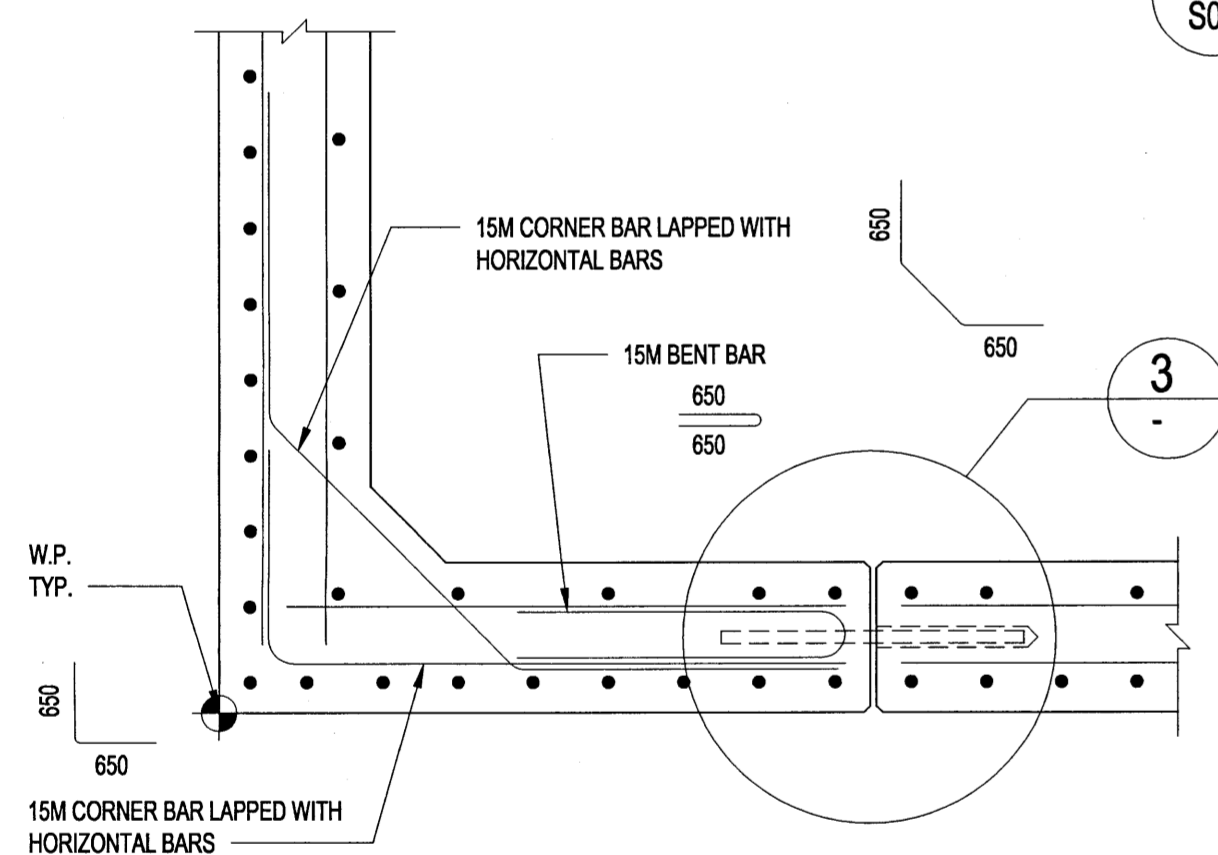 S0
15M CORNER BAR LAPPED WITH
HORIZONTAL BARS
650
650
15M BENT BAR
650
650
3
-
W.P.
TYP.
650
650
15M CORNER BAR LAPPED WITH
HORIZONTAL BARS